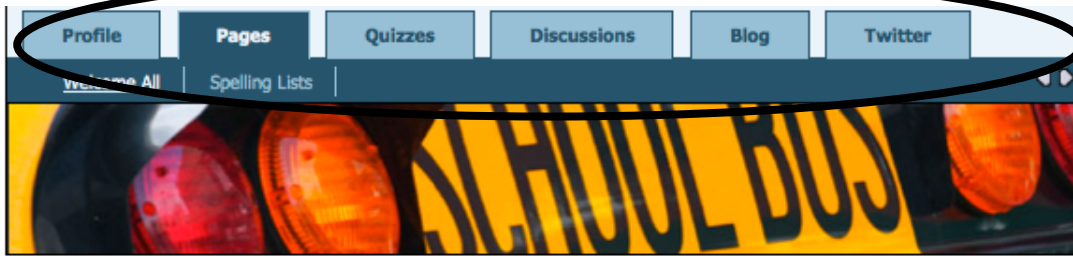 Profile Pages Quizzes Discussions Blog Twitter
Welcome All Spelling Lists
SCHOOL BUS